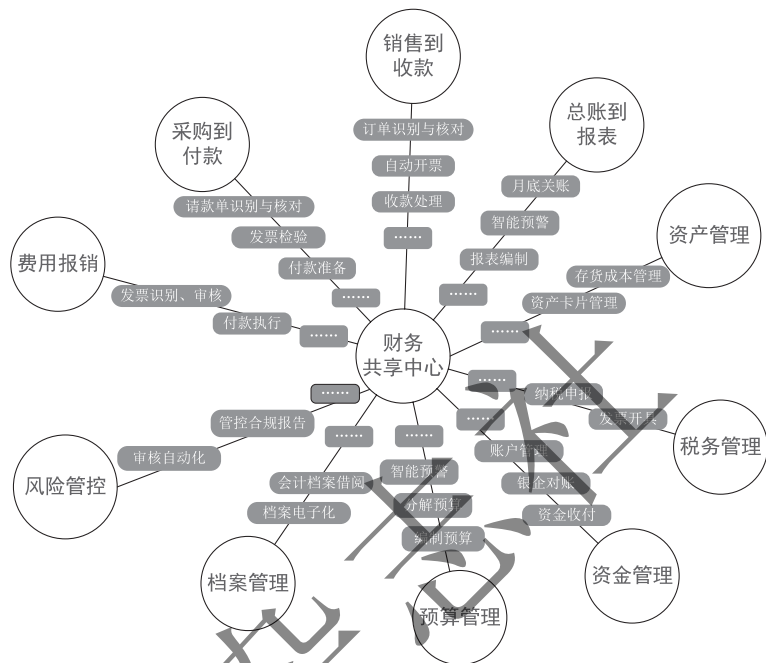 销售到
收款
订单识别与核对
自动开票
收款处理
……
总账到
报表
月底关账
智能预警
报表编制
……
资产管理
存货成本管理
资产卡片管理
……
税务管理
发票开具
纳税申报
……
资金管理
资金收付
银企对账
账户管理
……
预算管理
编制预算
分解预算
智能预警
……
档案管理
档案电子化
会计档案借阅
……
风险管控
审核自动化
管控合规报告
……
费用报销
发票识别、审核
付款执行
……
采购到
付款
请款单识别与核对
发票检验
付款准备
……
财务
共享中心